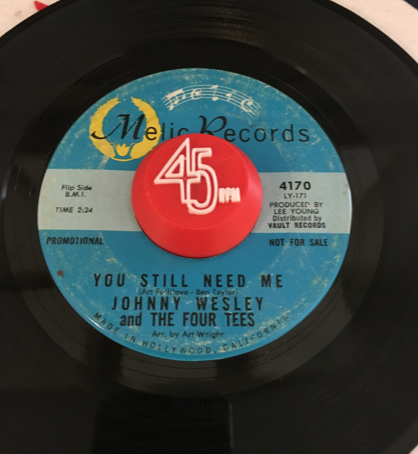 Melic Records
45
RPM
Flip Side
B.M.I.
TIME 2:24
4170
LY-171
PRODUCED BY
LEE YOUNG
Distributed by
VAULT RECORDS
PROMOTIONAL
NOT FOR SALE
YOU STILL NEED ME
JOHNNY WESLEY
and THE FOUR TEES
Arr. by Art Wright
MADE IN HOLLYWOOD, CALIFORNIA